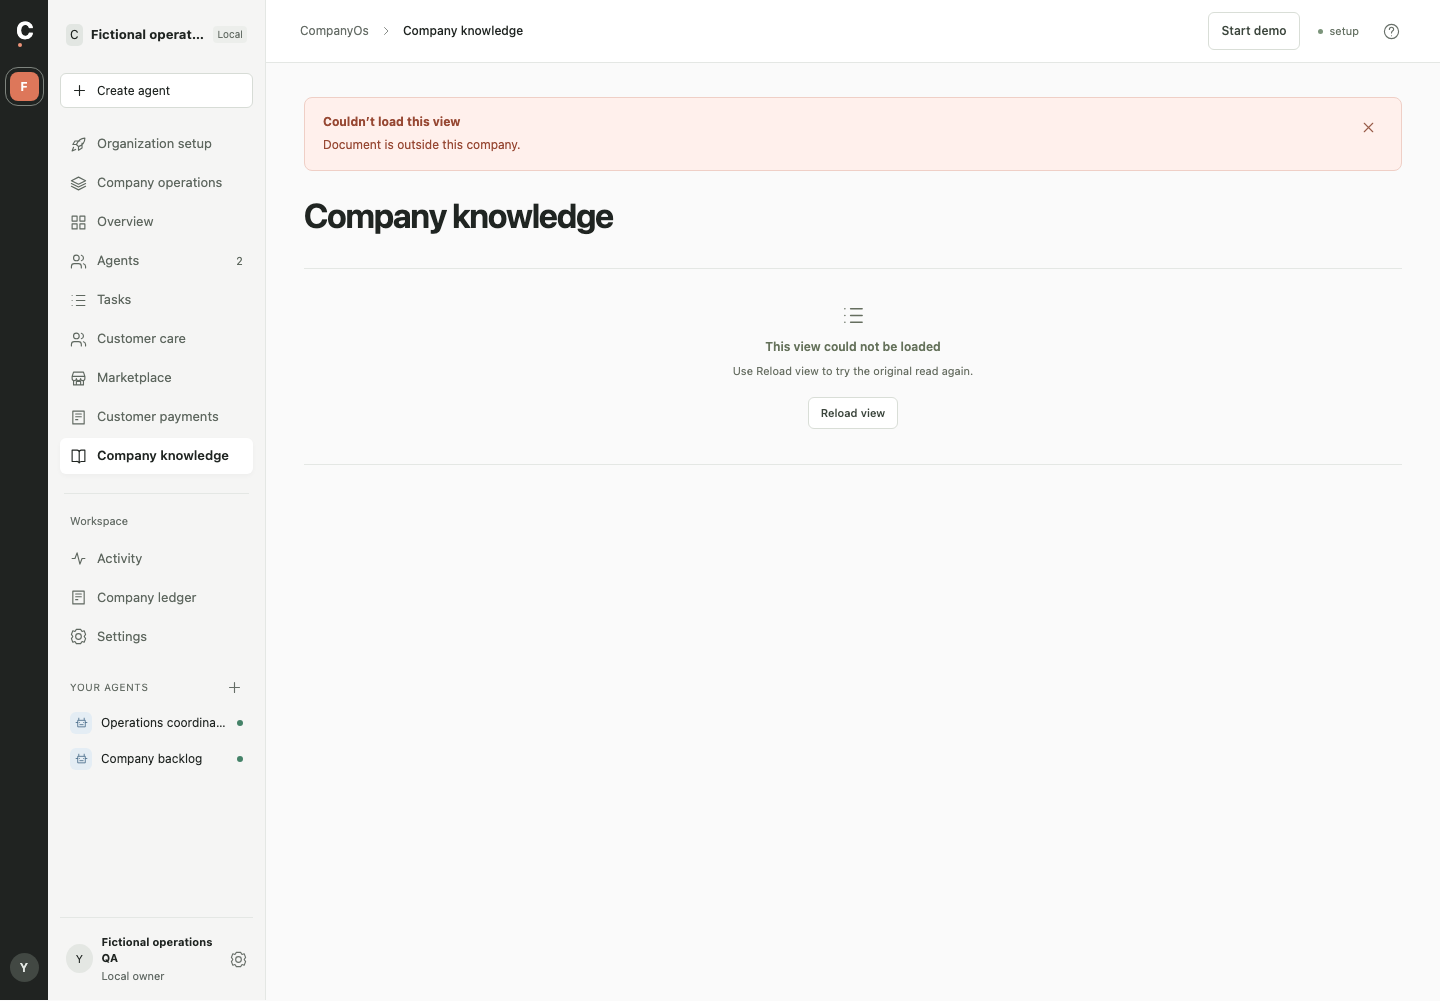 C
F
C Fictional operat... Local
Create agent
Organization setup
Company operations
Overview
Agents 2
Tasks
Customer care
Marketplace
Customer payments
Company knowledge
Workspace
Activity
Company ledger
Settings
YOUR AGENTS
Operations coordina...
Company backlog
Y
Y
Fictional operations
QA
Local owner
CompanyOs
Company knowledge
Start demo
setup
Couldn’t load this view
Document is outside this company.
Company knowledge
This view could not be loaded
Use Reload view to try the original read again.
Reload view